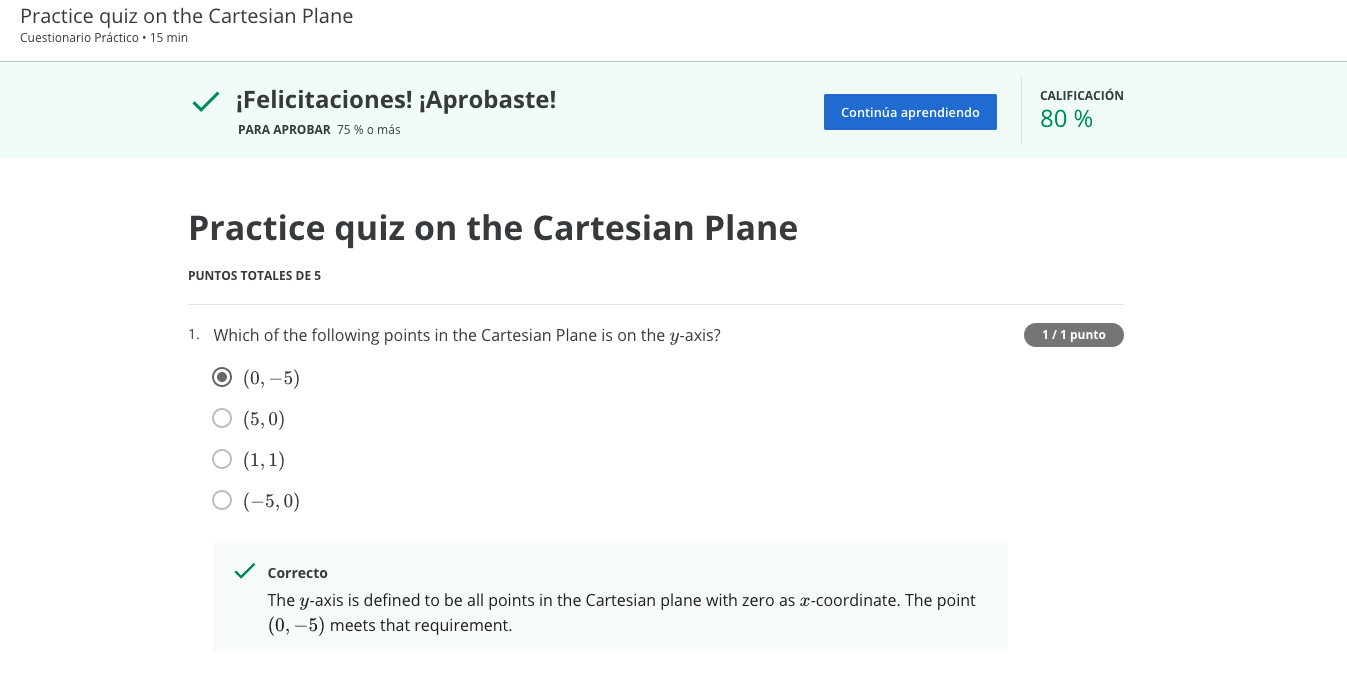 Practice quiz on the Cartesian Plane
Cuestionario Práctico • 15 min
¡Felicitaciones! ¡Aprobaste!
PARA APROBAR 75 % o más
Continúa aprendiendo
CALIFICACIÓN
80 %
Practice quiz on the Cartesian Plane
PUNTOS TOTALES DE 5
1. Which of the following points in the Cartesian Plane is on the y-axis?
1 / 1 punto
(0, −5)
(5, 0)
(1, 1)
(−5, 0)
Correcto
The y-axis is defined to be all points in the Cartesian plane with zero as x-coordinate. The point
(0, −5) meets that requirement.